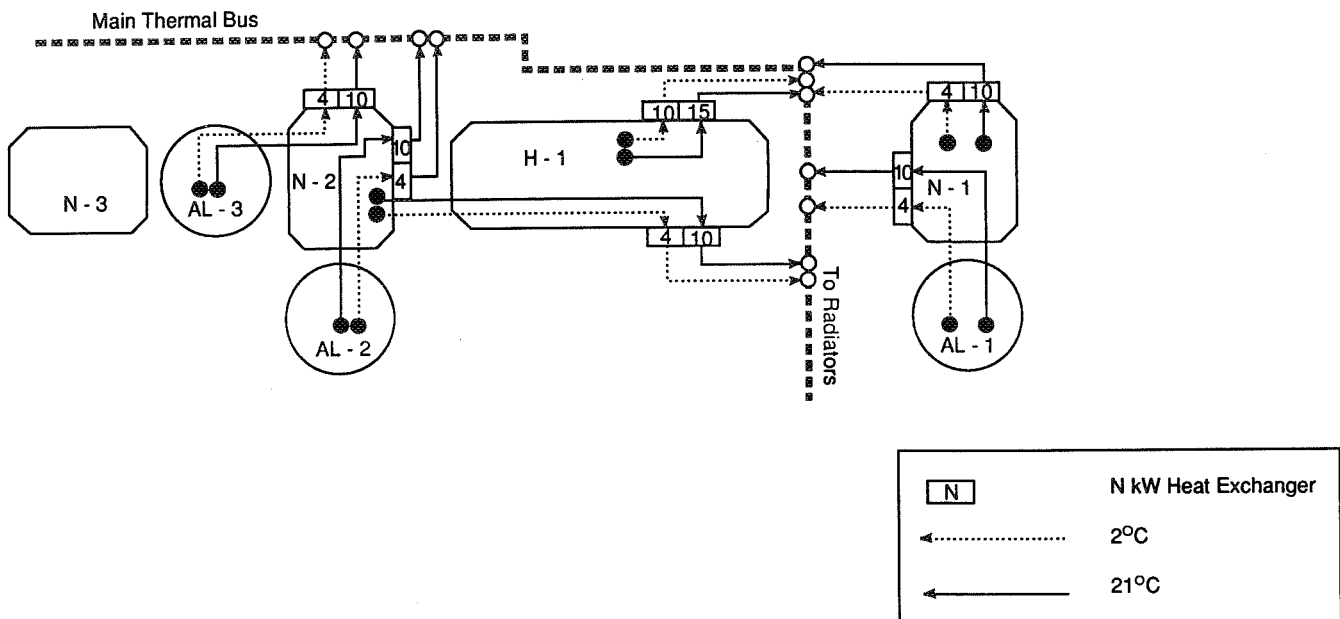 Main Thermal Bus
4 10
10 15
4 10
N - 3
AL - 3
N - 2
10
4
H - 1
10
4
N - 1
4 10
AL - 2
AL - 1
To Radiators
N
N kW Heat Exchanger
2°C
21°C